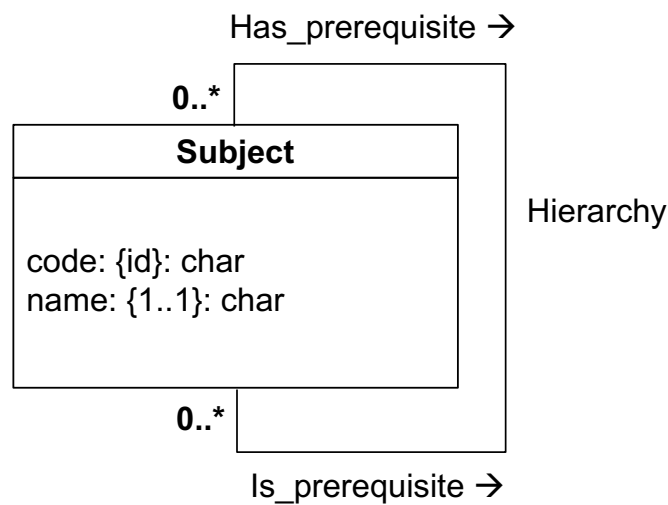 Has_prerequisite →
0..*
Subject
Hierarchy
code: {id}: char
name: {1..1}: char
0..*
Is_prerequisite →